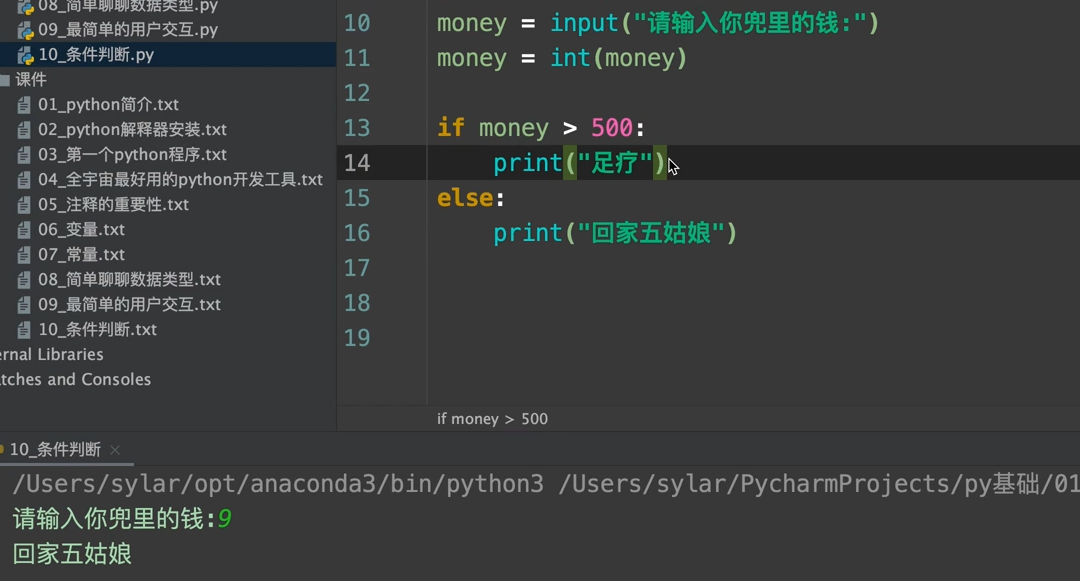 08_简单聊聊数据类型.py
09_最简单的用户交互.py
10_条件判断.py
课件
01_python简介.txt
02_python解释器安装.txt
03_第一个python程序.txt
04_全宇宙最好用的python开发工具.txt
05_注释的重要性.txt
06_变量.txt
07_常量.txt
08_简单聊聊数据类型.txt
09_最简单的用户交互.txt
10_条件判断.txt
ernal Libraries
atches and Consoles
10 money = input("请输入你兜里的钱:")
11 money = int(money)
12
13 if money > 500:
14     print("足疗")
15 else:
16     print("回家五姑娘")
17
18
19
if money > 500
10_条件判断
/Users/sylar/opt/anaconda3/bin/python3 /Users/sylar/PycharmProjects/py基础/01
请输入你兜里的钱:9
回家五姑娘